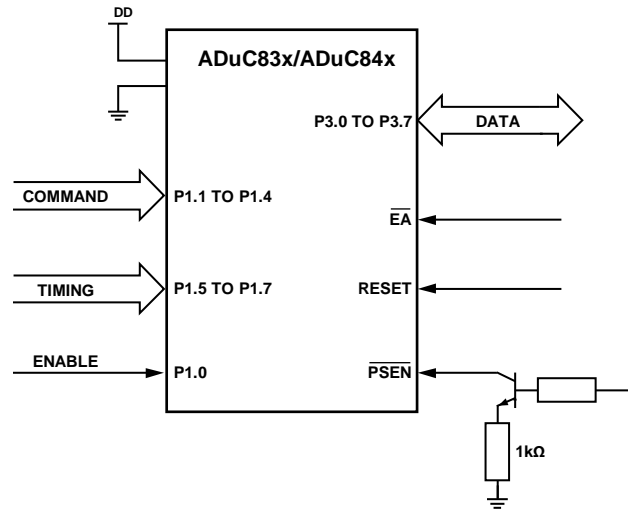 DD
ADuC83x/ADuC84x
P3.0 TO P3.7
DATA
COMMAND
P1.1 TO P1.4
EA
TIMING
P1.5 TO P1.7
RESET
ENABLE
P1.0
PSEN
1kΩ